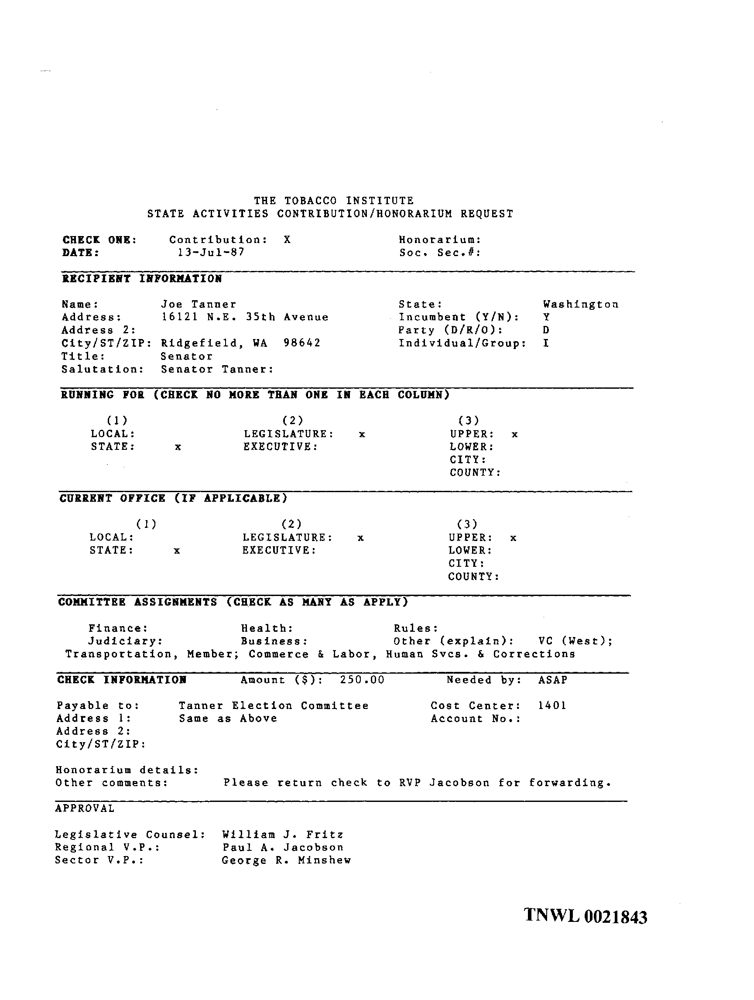 THE TOBACCO INSTITUTE
STATE ACTIVITIES CONTRIBUTION/HONORARIUM REQUEST
CHECK ONE: Contribution: X Honorarium:
DATE: 13-Jul-87 Soc. Sec.#:
RECIPIENT INFORMATION
Name: Joe Tanner State: Washington
Address: 16121 N.E. 35th Avenue Incumbent (Y/N): Y
Address 2: Party (D/R/O): D
City/ST/ZIP: Ridgefield, WA 98642 Individual/Group: I
Title: Senator
Salutation: Senator Tanner:
RUNNING FOR (CHECK NO MORE THAN ONE IN EACH COLUMN)
(1) (2) (3)
LOCAL: LEGISLATURE: x UPPER: x
STATE: x EXECUTIVE: LOWER:
CITY:
COUNTY:
CURRENT OFFICE (IF APPLICABLE)
(1) (2) (3)
LOCAL: LEGISLATURE: x UPPER: x
STATE: x EXECUTIVE: LOWER:
CITY:
COUNTY:
COMMITTEE ASSIGNMENTS (CHECK AS MANY AS APPLY)
Finance: Health: Rules:
Judiciary: Business: Other (explain): VC (West);
Transportation, Member; Commerce & Labor, Human Svcs. & Corrections
CHECK INFORMATION Amount ($): 250.00 Needed by: ASAP
Payable to: Tanner Election Committee Cost Center: 1401
Address 1: Same as Above Account No.:
Address 2:
City/ST/ZIP:
Honorarium details:
Other comments: Please return check to RVP Jacobson for forwarding.
APPROVAL
Legislative Counsel: William J. Fritz
Regional V.P.: Paul A. Jacobson
Sector V.P.: George R. Minshew
TNWL 0021843